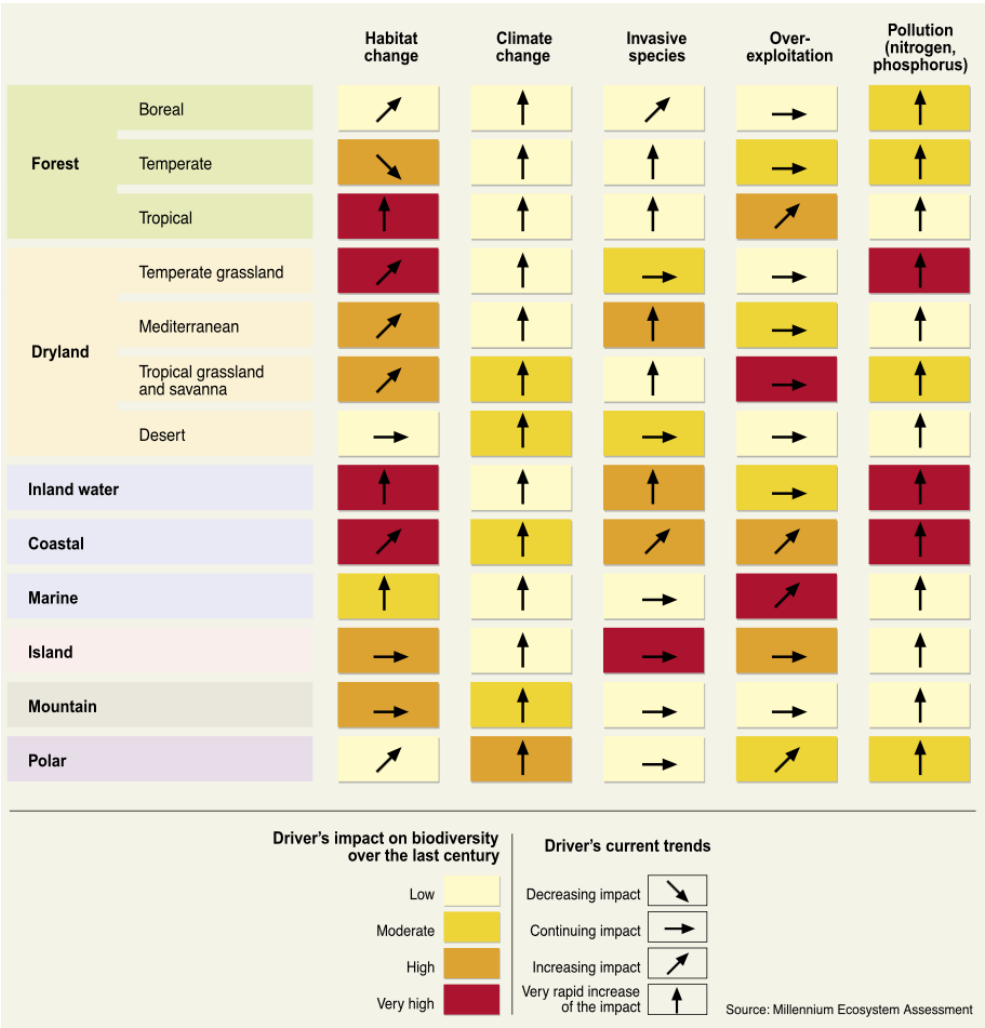 Habitat
change
Climate
change
Invasive
species
Over-
exploitation
Pollution
(nitrogen,
phosphorus)
Forest
Boreal
Temperate
Tropical
Dryland
Temperate grassland
Mediterranean
Tropical grassland
and savanna
Desert
Inland water
Coastal
Marine
Island
Mountain
Polar
Driver's impact on biodiversity
over the last century
Low
Moderate
High
Very high
Driver's current trends
Decreasing impact
Continuing impact
Increasing impact
Very rapid increase
of the impact
Source: Millennium Ecosystem Assessment